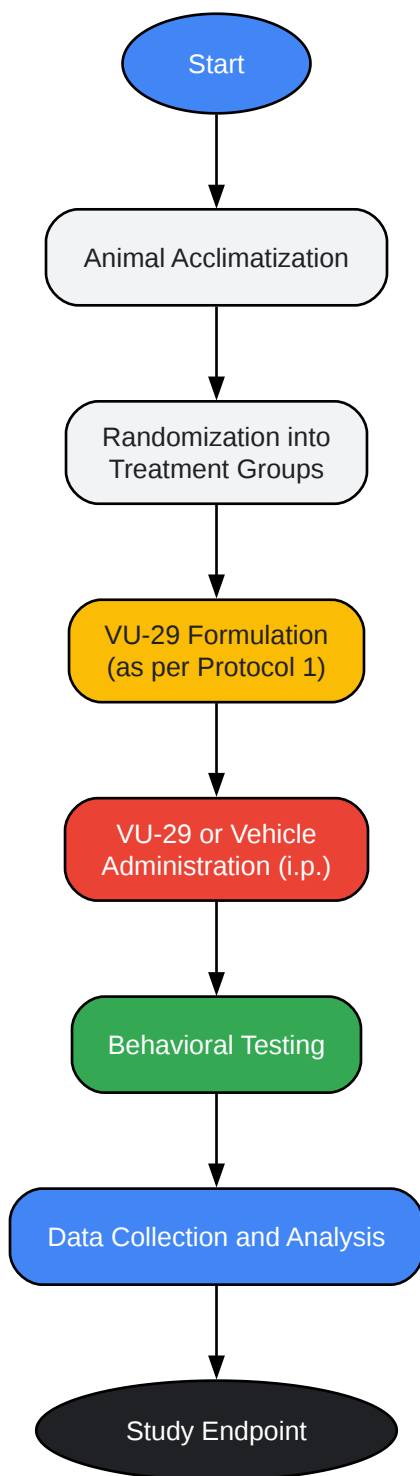 Start
Animal Acclimatization
Randomization into
Treatment Groups
VU-29 Formulation
(as per Protocol 1)
VU-29 or Vehicle
Administration (i.p.)
Behavioral Testing
Data Collection and Analysis
Study Endpoint